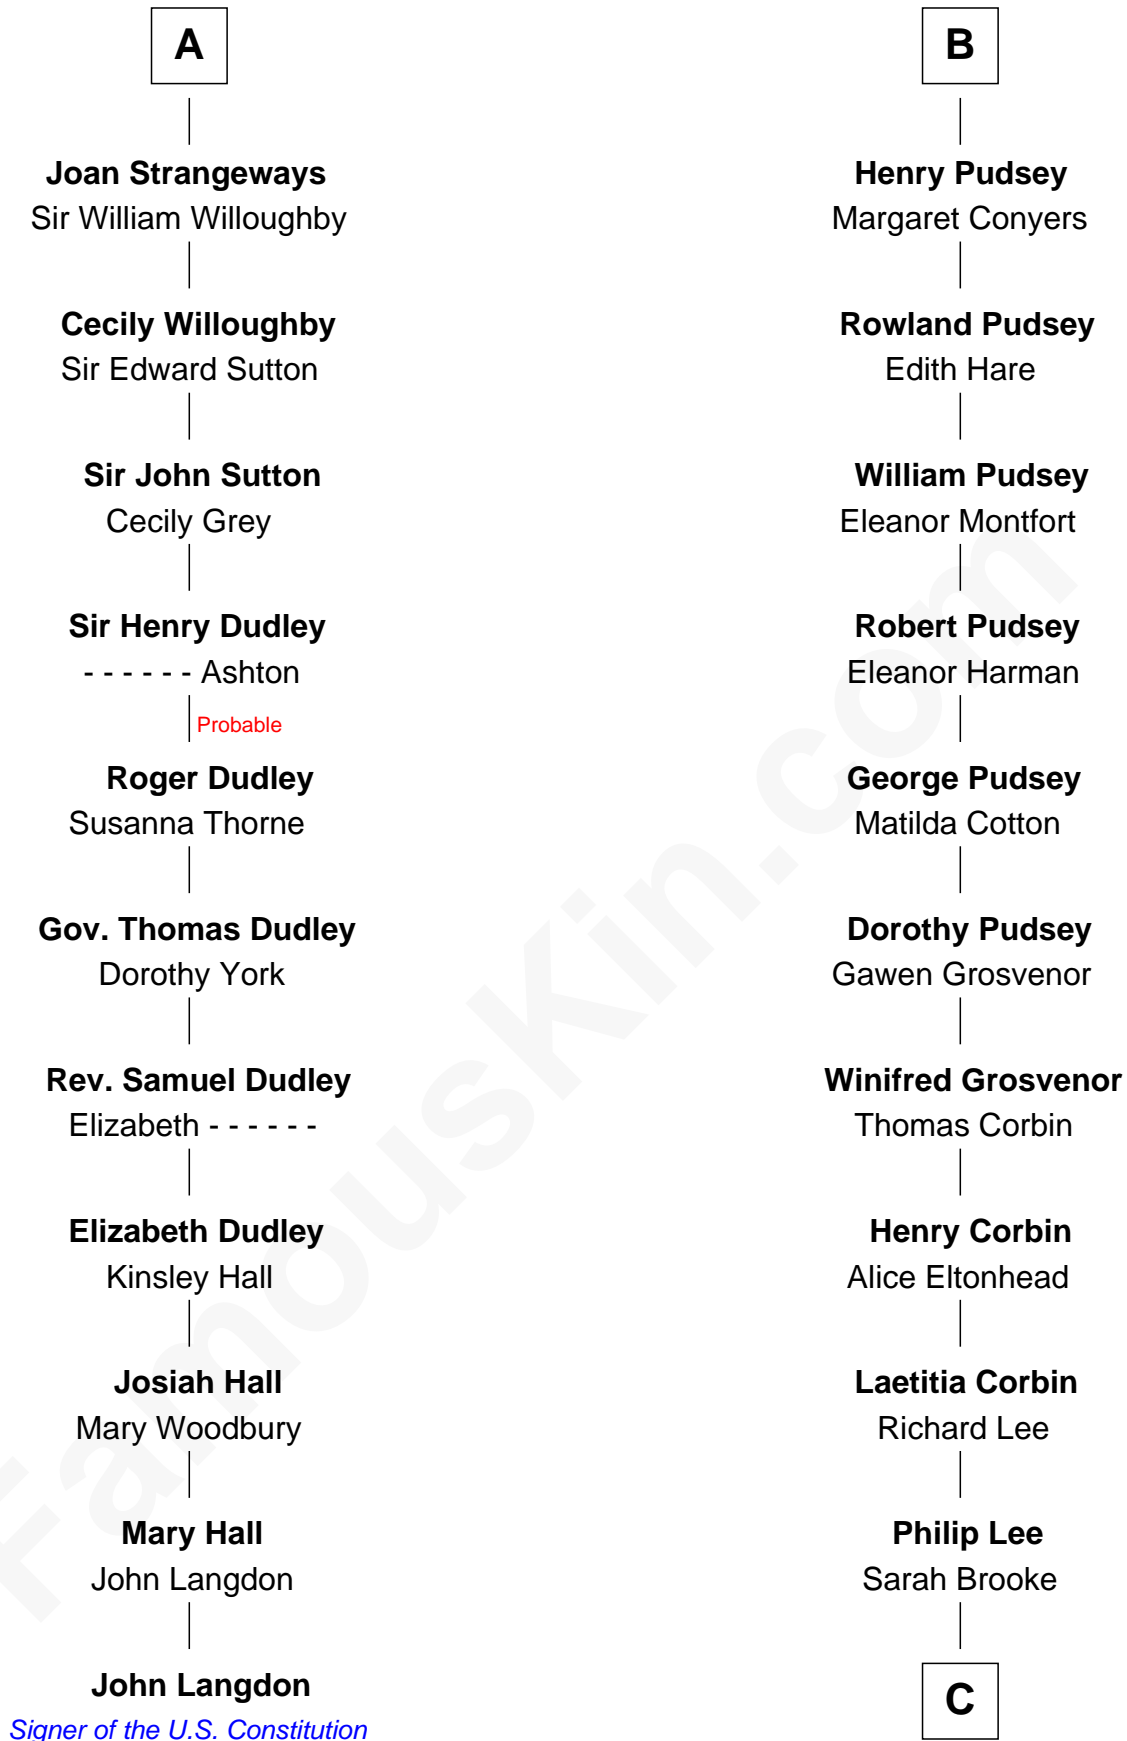 A
Joan Strangeways
Sir William Willoughby
Cecily Willoughby
Sir Edward Sutton
Sir John Sutton
Cecily Grey
Sir Henry Dudley
- - - - - - Ashton
Probable
Roger Dudley
Susanna Thorne
Gov. Thomas Dudley
Dorothy York
Rev. Samuel Dudley
Elizabeth - - - - - -
Elizabeth Dudley
Kinsley Hall
Josiah Hall
Mary Woodbury
Mary Hall
John Langdon
John Langdon
Signer of the U.S. Constitution
B
Henry Pudsey
Margaret Conyers
Rowland Pudsey
Edith Hare
William Pudsey
Eleanor Montfort
Robert Pudsey
Eleanor Harman
George Pudsey
Matilda Cotton
Dorothy Pudsey
Gawen Grosvenor
Winifred Grosvenor
Thomas Corbin
Henry Corbin
Alice Eltonhead
Laetitia Corbin
Richard Lee
Philip Lee
Sarah Brooke
C
FamousKin.com